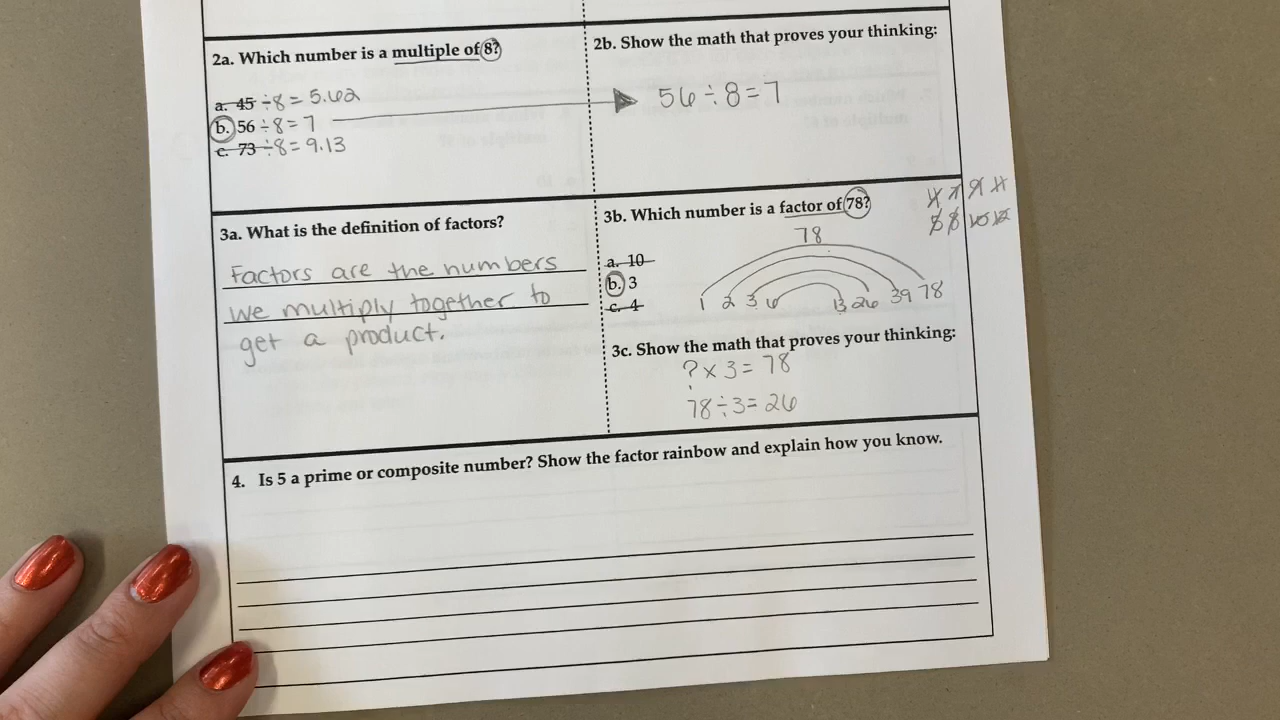 2a. Which number is a multiple of 8?
a. 45 ÷8 = 5.62
b. 56 ÷8 = 7
c. 73 ÷8 = 9.13
2b. Show the math that proves your thinking:
56 ÷ 8 = 7
3a. What is the definition of factors?
Factors are the numbers
we multiply together to
get a product.
3b. Which number is a factor of 78?
78
a. 10
b. 3
c. 4
1 2 3 6 13 26 39 78
3c. Show the math that proves your thinking:
? x 3 = 78
78 ÷ 3 = 26
4. Is 5 a prime or composite number? Show the factor rainbow and explain how you know.